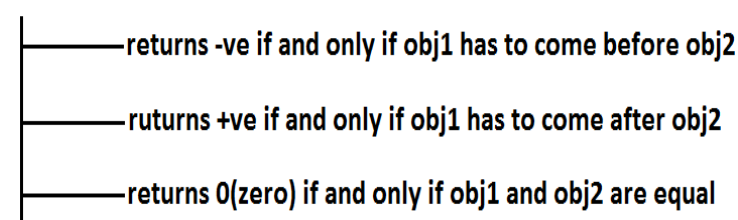 returns -ve if and only if obj1 has to come before obj2
ruturns +ve if and only if obj1 has to come after obj2
returns 0(zero) if and only if obj1 and obj2 are equal